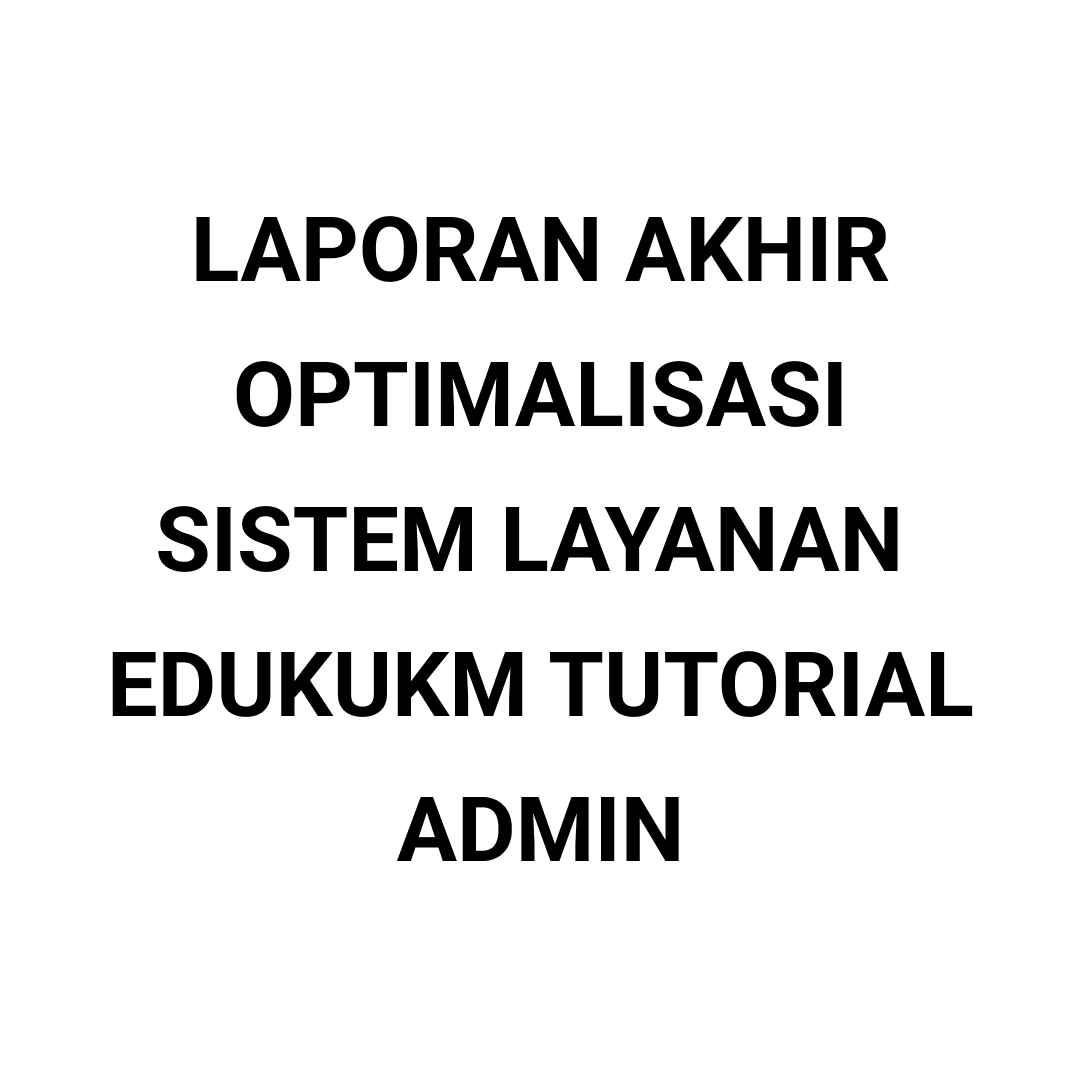 LAPORAN AKHIR
OPTIMALISASI
SISTEM LAYANAN
EDUKUKM TUTORIAL
ADMIN